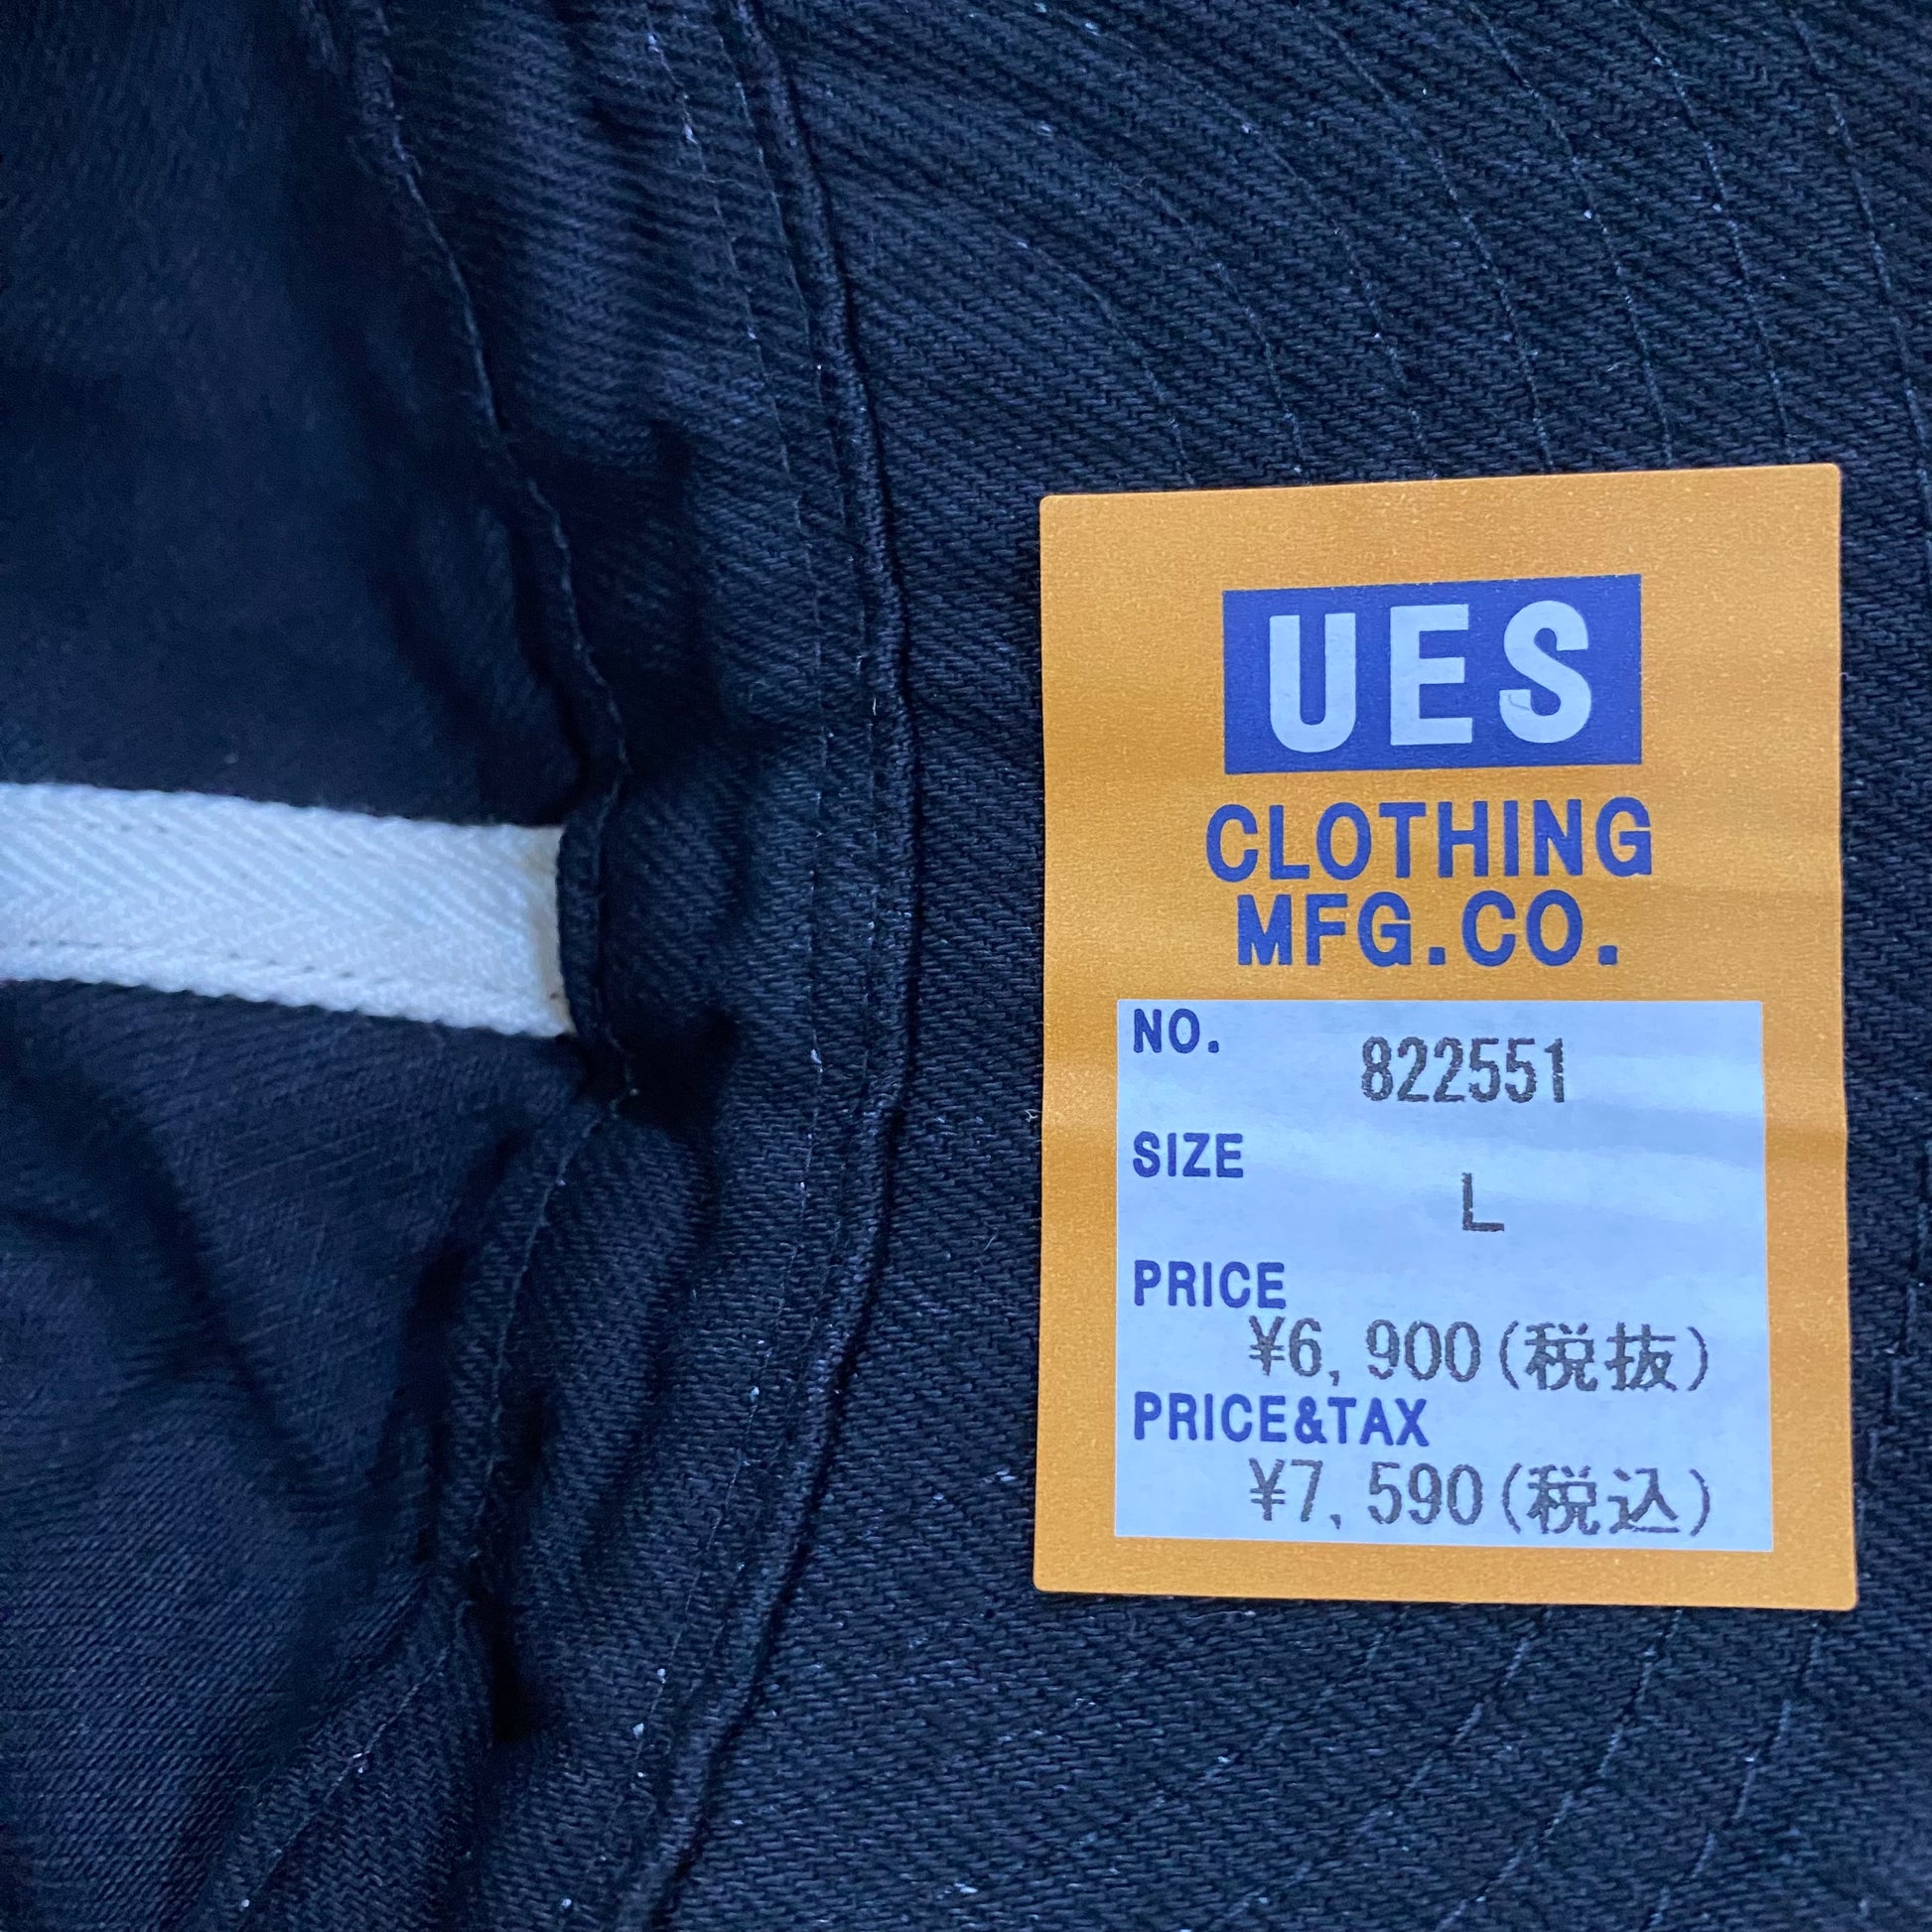 UES
CLOTHING
MFG.CO.
NO.
822551
SIZE
L
PRICE
¥6,900(税抜)
PRICE&TAX
¥7,590(税込)